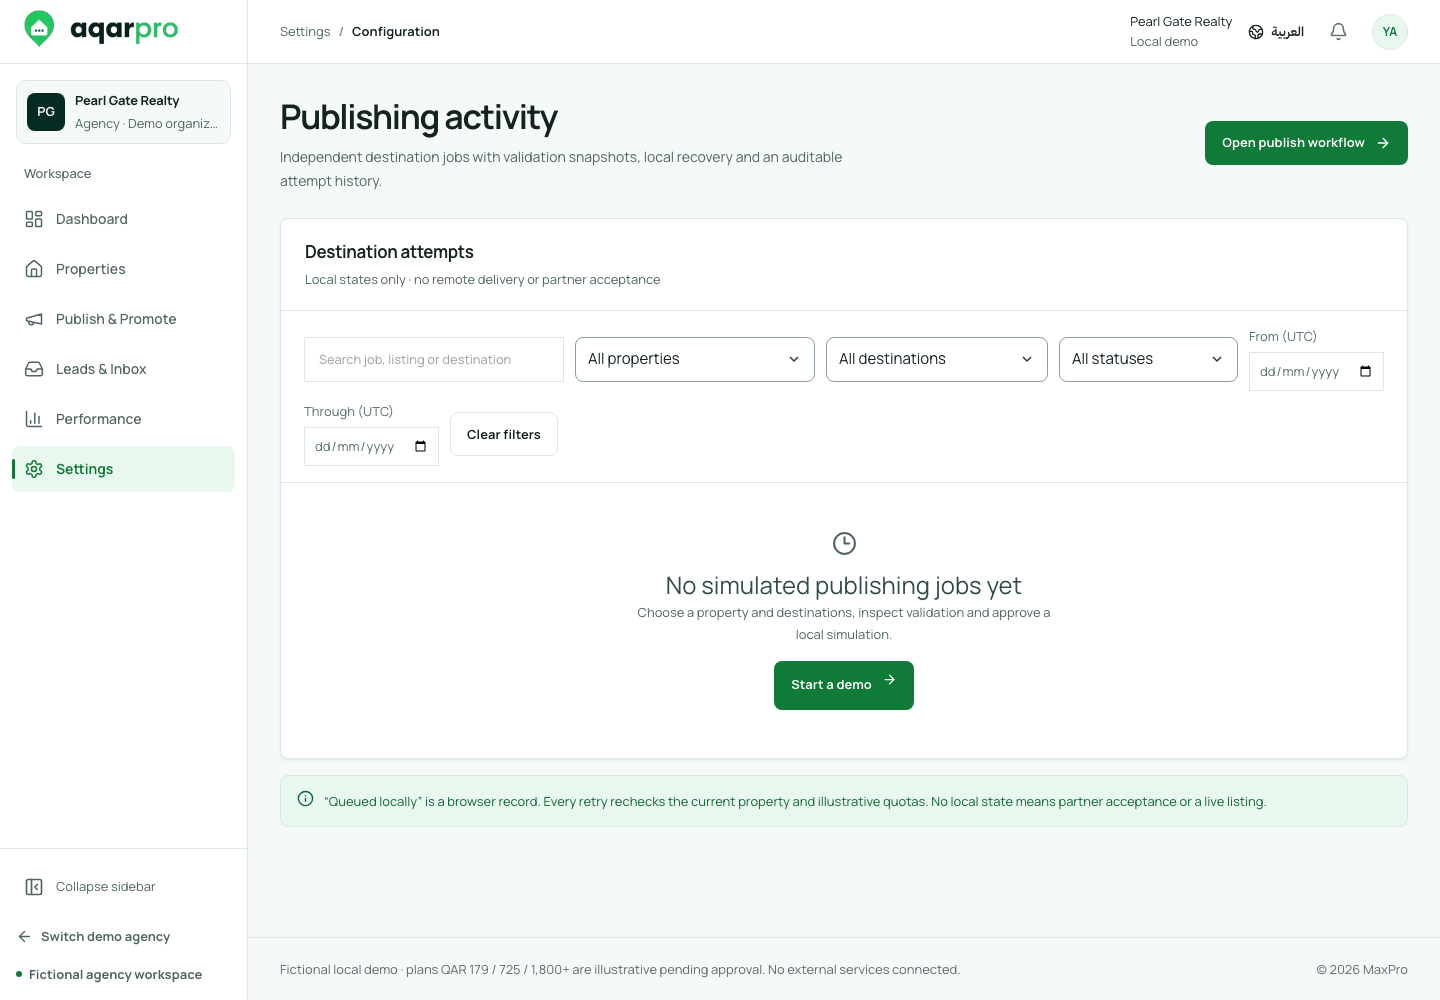 aqarpro
Settings / Configuration
Pearl Gate Realty
Local demo
العربية
YA
PG
Pearl Gate Realty
Agency · Demo organiz...
Workspace
Dashboard
Properties
Publish & Promote
Leads & Inbox
Performance
Settings
Collapse sidebar
Switch demo agency
Fictional agency workspace
Publishing activity
Independent destination jobs with validation snapshots, local recovery and an auditable
attempt history.
Open publish workflow
Destination attempts
Local states only · no remote delivery or partner acceptance
Search job, listing or destination
All properties
All destinations
All statuses
From (UTC)
dd/mm/yyyy
Through (UTC)
dd/mm/yyyy
Clear filters
No simulated publishing jobs yet
Choose a property and destinations, inspect validation and approve a
local simulation.
Start a demo
“Queued locally” is a browser record. Every retry rechecks the current property and illustrative quotas. No local state means partner acceptance or a live listing.
Fictional local demo · plans QAR 179 / 725 / 1,800+ are illustrative pending approval. No external services connected.
© 2026 MaxPro